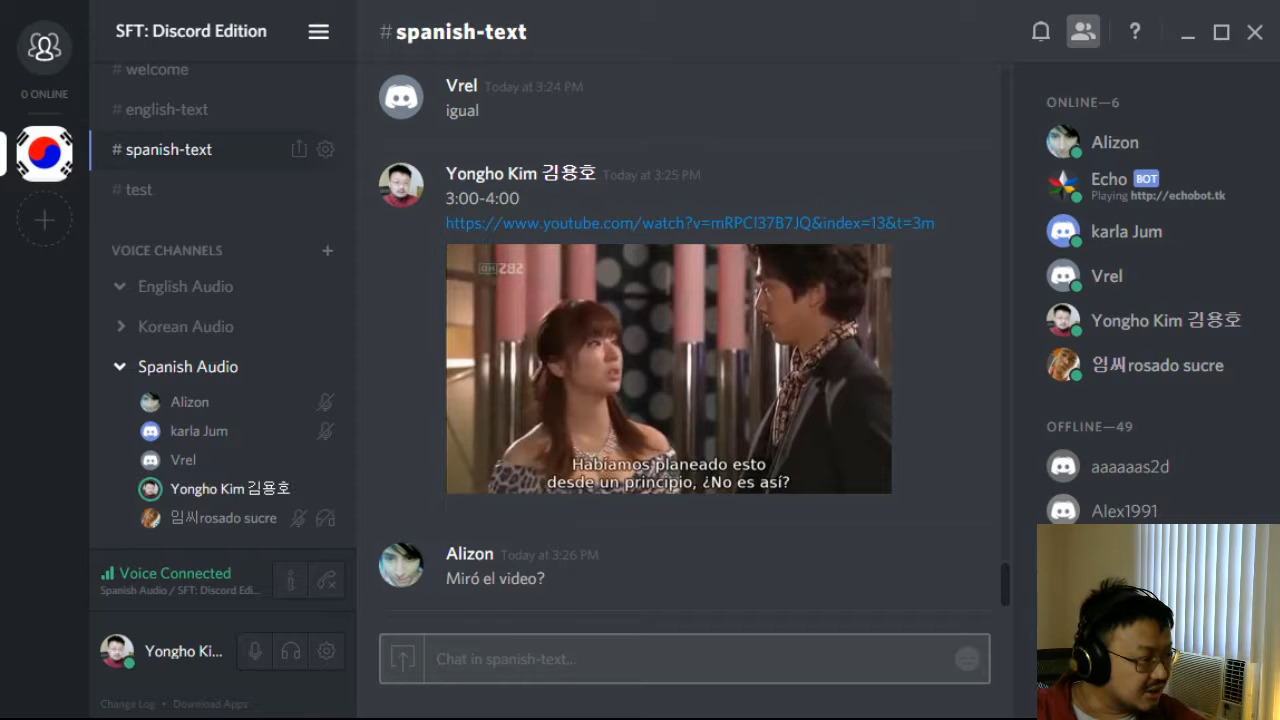 SFT: Discord Edition
# spanish-text
0 ONLINE
# welcome
# english-text
# spanish-text
# test
VOICE CHANNELS
English Audio
Korean Audio
Spanish Audio
Alizon
karla Jum
Vrel
Yongho Kim 김용호
임씨rosado sucre
Voice Connected
Spanish Audio / SFT: Discord Edi...
Yongho Ki...
Change Log • Download Apps
Vrel Today at 3:24 PM
igual
Yongho Kim 김용호 Today at 3:25 PM
3:00-4:00
https://www.youtube.com/watch?v=mRPCI37B7JQ&index=13&t=3m
Habíamos planeado esto
desde un principio, ¿No es así?
Alizon Today at 3:26 PM
Miró el video?
Chat in spanish-text...
ONLINE—6
Alizon
Echo BOT
Playing http://echobot.tk
karla Jum
Vrel
Yongho Kim 김용호
임씨rosado sucre
OFFLINE—49
aaaaaas2d
Alex1991